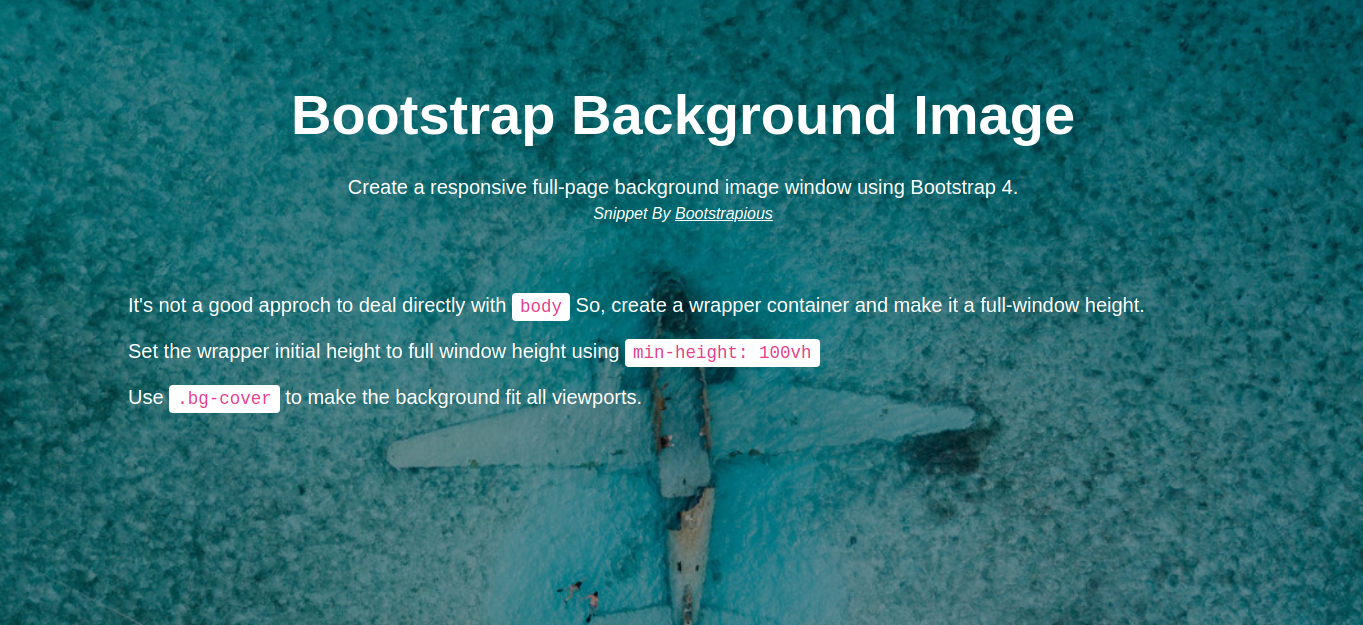 Bootstrap Background Image
Create a responsive full-page background image window using Bootstrap 4.
Snippet By Bootstrapious
It's not a good approch to deal directly with body So, create a wrapper container and make it a full-window height.
Set the wrapper initial height to full window height using min-height: 100vh
Use .bg-cover to make the background fit all viewports.